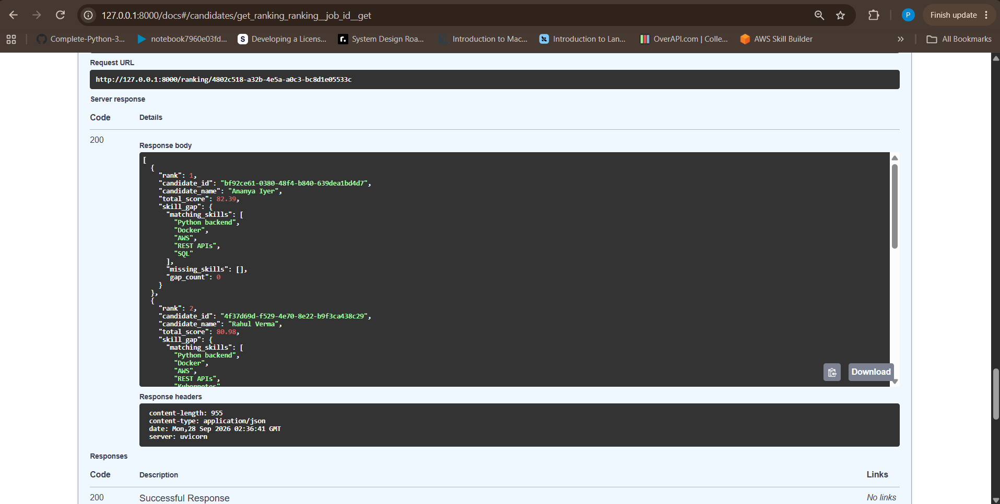 127.0.0.1:8000/docs#/candidates/get_ranking_ranking__job_id__get
P
Finish update
Complete-Python-3...
notebook7960e03fd...
S Developing a Licens...
r. System Design Roa...
Introduction to Mac...
Introduction to Lan...
OverAPI.com | Colle...
AWS Skill Builder
»
All Bookmarks
Request URL
http://127.0.0.1:8000/ranking/4802c518-a32b-4e5a-a0c3-bc8d1e05533c
Server response
Code Details
200
Response body
[
{
"rank": 1,
"candidate_id": "bf92ce61-0380-48f4-b840-639dea1bd4d7",
"candidate_name": "Ananya Iyer",
"total_score": 82.39,
"skill_gap": {
"matching_skills": [
"Python backend",
"Docker",
"AWS",
"REST APIs",
"SQL"
],
"missing_skills": [],
"gap_count": 0
}
},
{
"rank": 2,
"candidate_id": "4f37d69d-f529-4e70-8e22-b9f3ca438c29",
"candidate_name": "Rahul Verma",
"total_score": 80.98,
"skill_gap": {
"matching_skills": [
"Python backend",
"Docker",
"AWS",
"REST APIs",
"Kubernetes"
Download
Response headers
content-length: 955
content-type: application/json
date: Mon,28 Sep 2026 02:36:41 GMT
server: uvicorn
Responses
Code Description Links
200 Successful Response No links